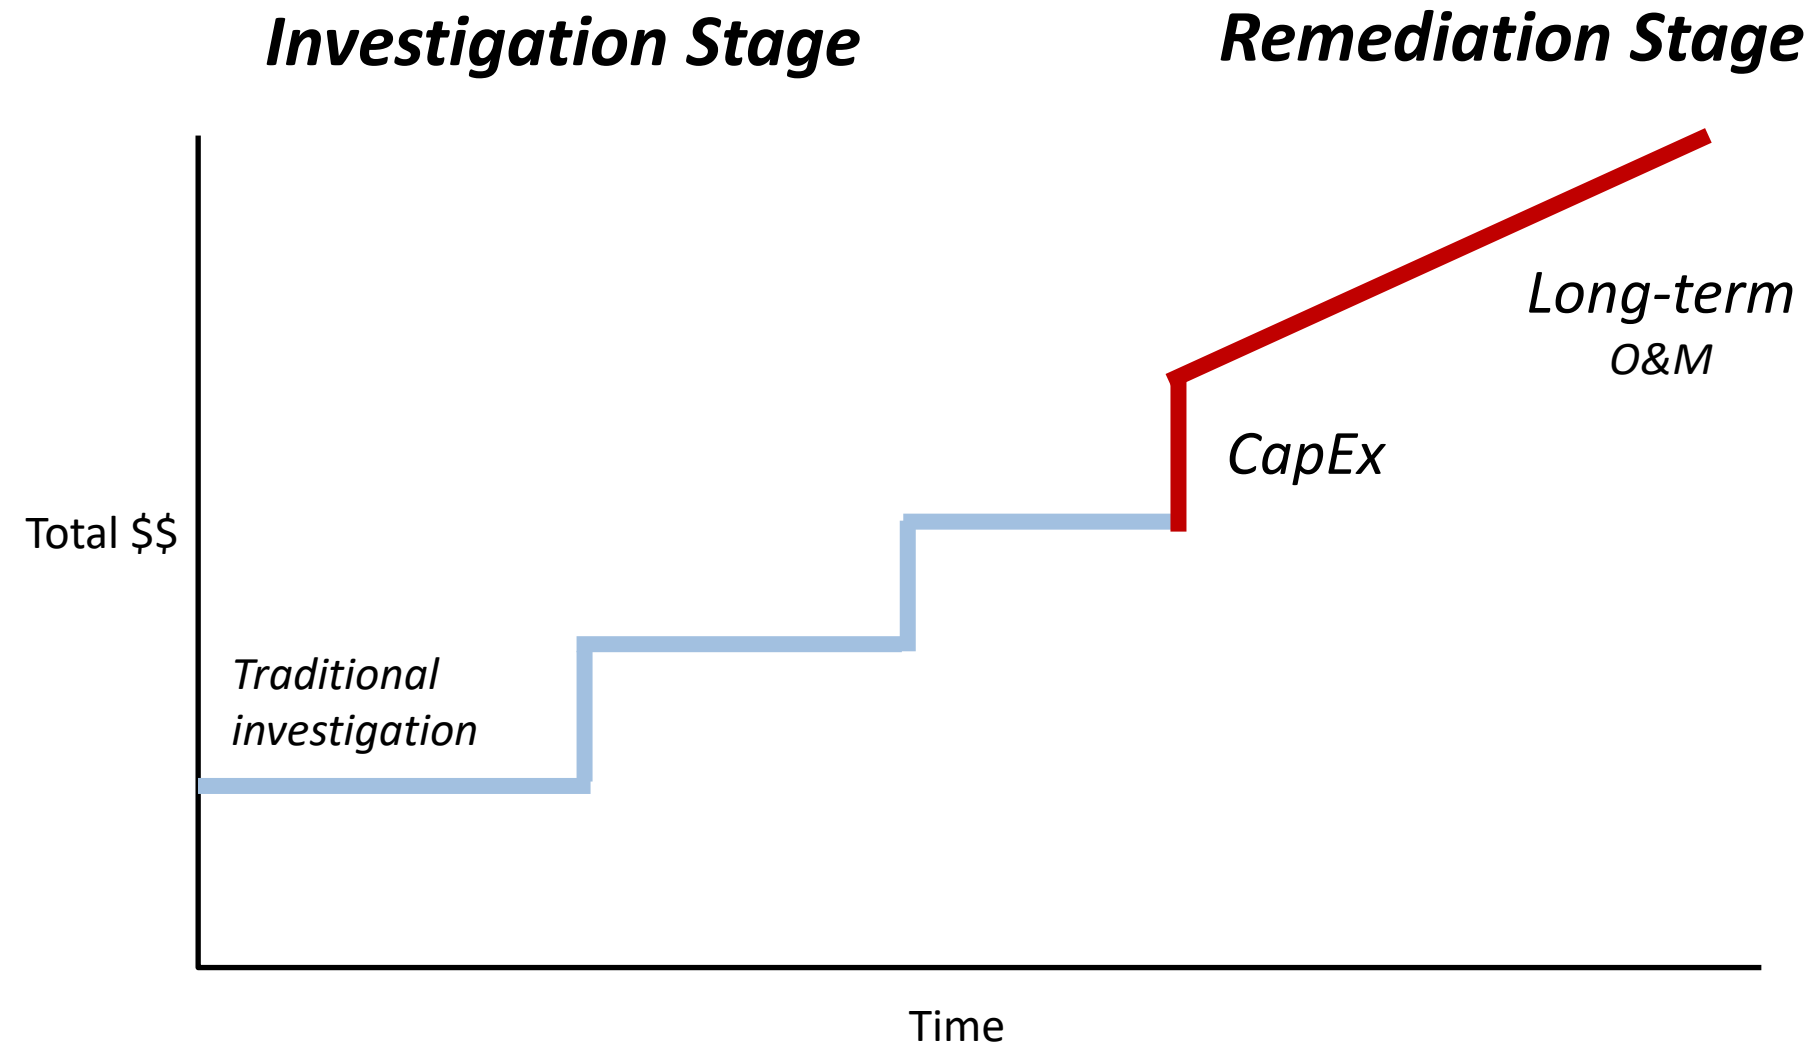 Investigation Stage
Remediation Stage
Long-term
O&M
CapEx
Total $$
Traditional
investigation
Time